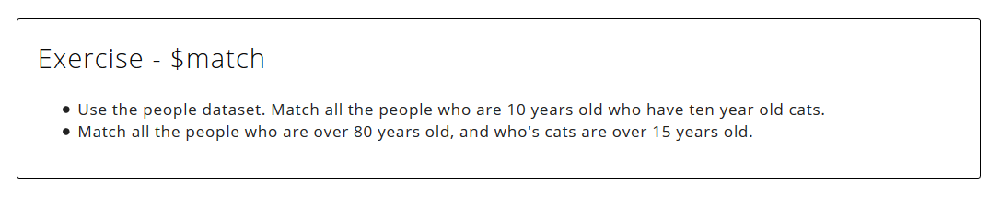 Exercise - $match
Use the people dataset. Match all the people who are 10 years old who have ten year old cats.
Match all the people who are over 80 years old, and who's cats are over 15 years old.